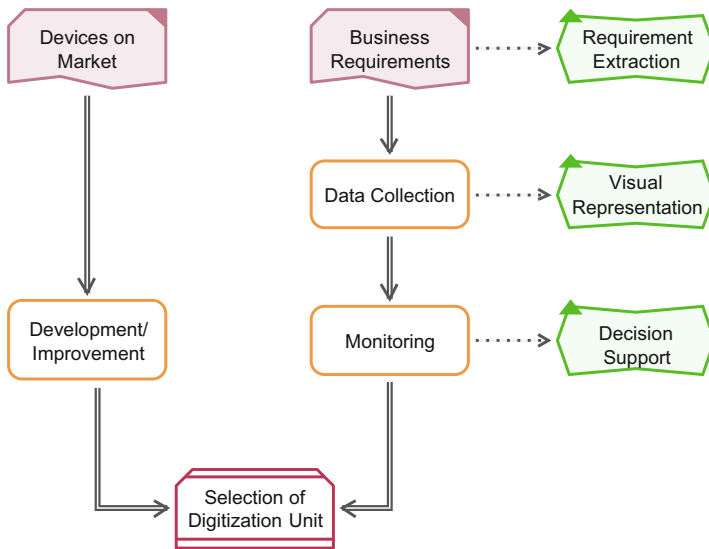 Devices on
Market
Business
Requirements
Requirement
Extraction
Data Collection
Visual
Representation
Development/
Improvement
Monitoring
Decision
Support
Selection of
Digitization Unit